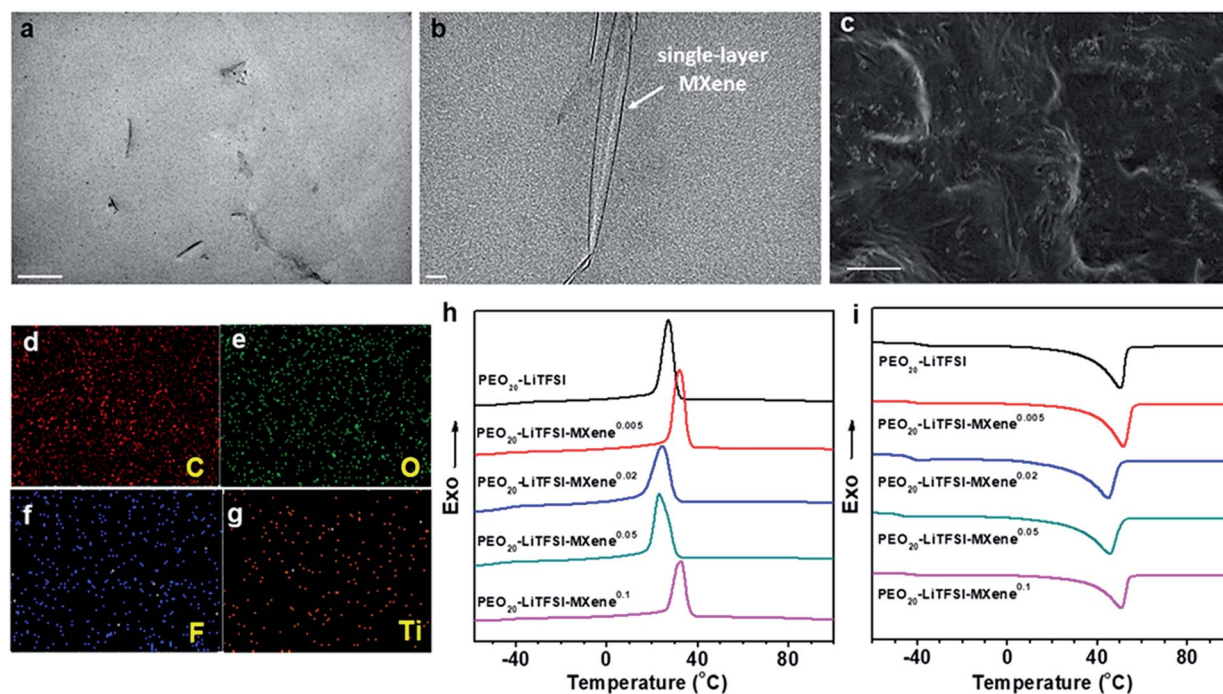 a
b
single-layer
MXene
c
d
C
e
O
f
F
g
Ti
h
PEO₂₀-LiTFSI
PEO₂₀-LiTFSI-MXene⁰·⁰⁰⁵
PEO₂₀-LiTFSI-MXene⁰·⁰²
PEO₂₀-LiTFSI-MXene⁰·⁰⁵
PEO₂₀-LiTFSI-MXene⁰·¹
Exo
-40
0
40
80
Temperature (°C)
i
PEO₂₀-LiTFSI
PEO₂₀-LiTFSI-MXene⁰·⁰⁰⁵
PEO₂₀-LiTFSI-MXene⁰·⁰²
PEO₂₀-LiTFSI-MXene⁰·⁰⁵
PEO₂₀-LiTFSI-MXene⁰·¹
Exo
-40
0
40
80
Temperature (°C)